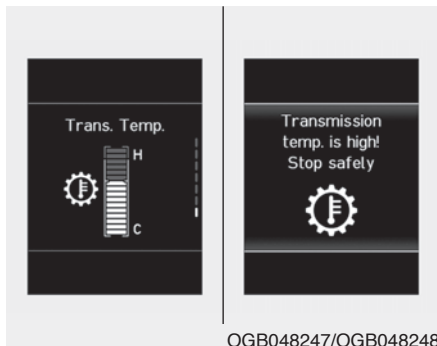 Trans. Temp.
H
C
Transmission
temp. is high!
Stop safely
OGB048247/OGB048248